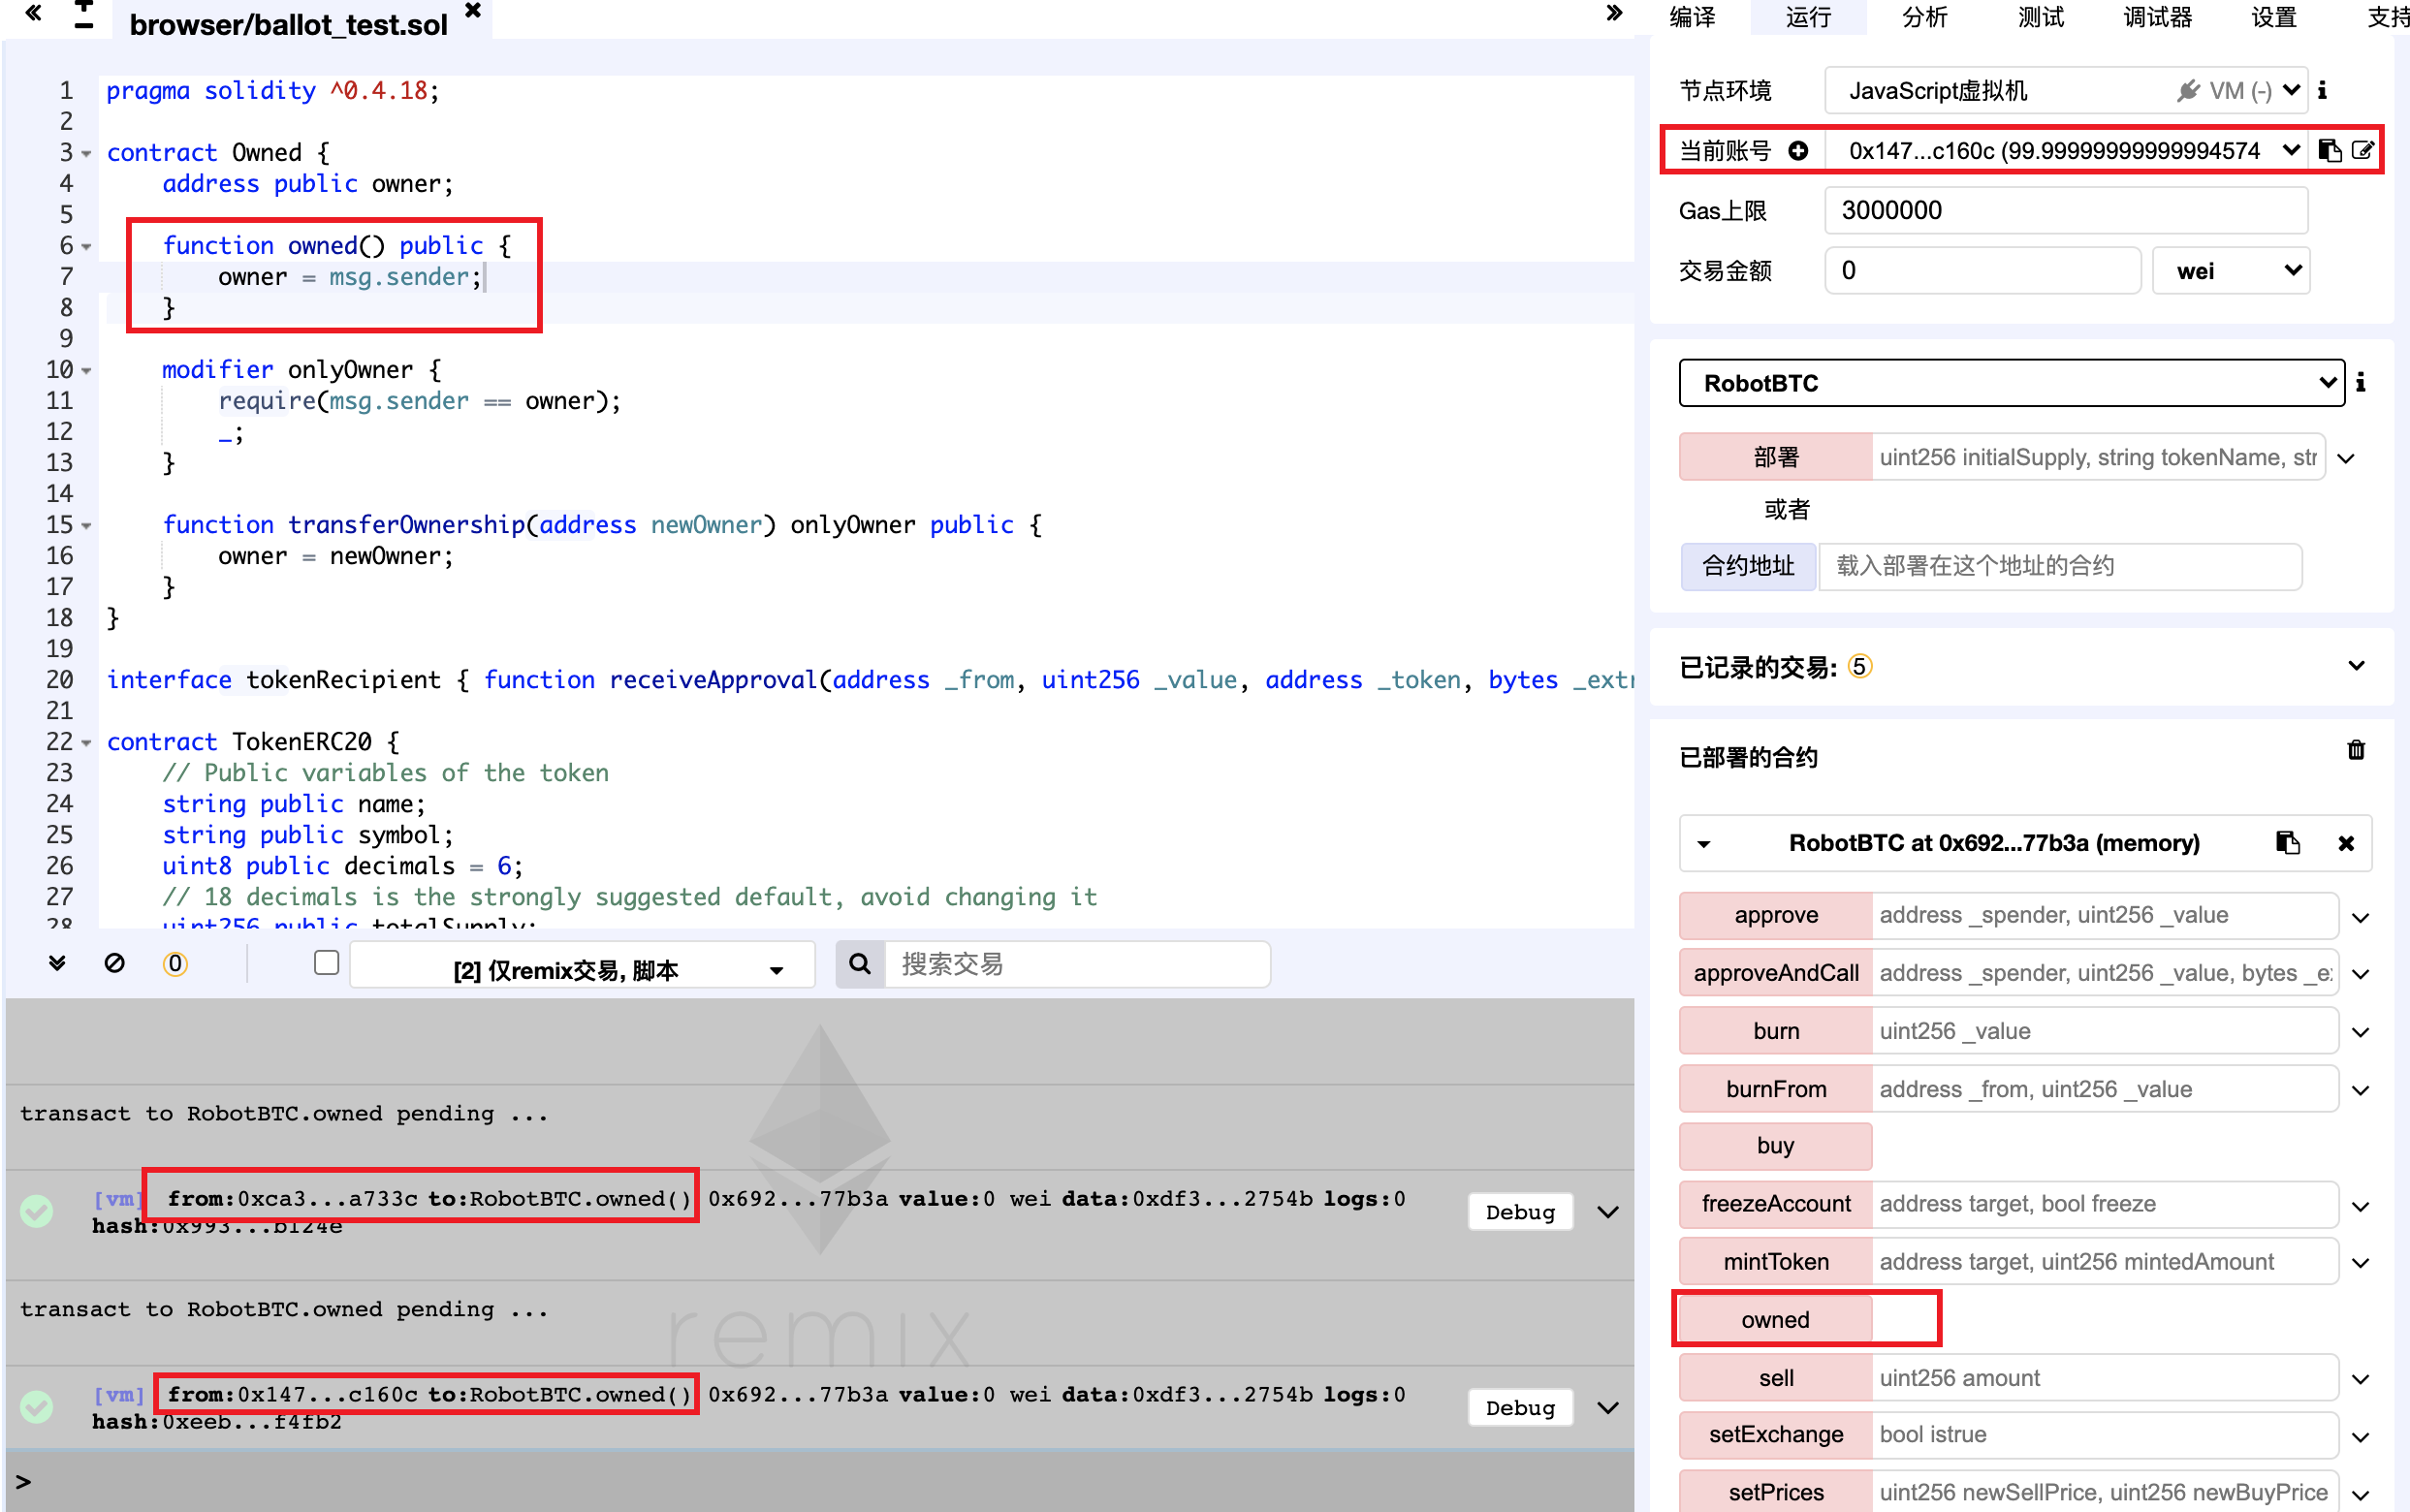 browser/ballot_test.sol
1 pragma solidity ^0.4.18;
2
3 contract Owned {
4 address public owner;
5
6 function owned() public {
7 owner = msg.sender;
8 }
9
10 modifier onlyOwner {
11 require(msg.sender == owner);
12 _;
13 }
14
15 function transferOwnership(address newOwner) onlyOwner public {
16 owner = newOwner;
17 }
18 }
19
20 interface tokenRecipient { function receiveApproval(address _from, uint256 _value, address _token, bytes _extr
21
22 contract TokenERC20 {
23 // Public variables of the token
24 string public name;
25 string public symbol;
26 uint8 public decimals = 6;
27 // 18 decimals is the strongly suggested default, avoid changing it
28 uint256 public totalSupply;
0
[2] 仅remix交易, 脚本
搜索交易
transact to RobotBTC.owned pending ...
[vm] from:0xca3...a733c to:RobotBTC.owned() 0x692...77b3a value:0 wei data:0xdf3...2754b logs:0
hash:0x993...b124e
Debug
transact to RobotBTC.owned pending ...
remix
[vm] from:0x147...c160c to:RobotBTC.owned() 0x692...77b3a value:0 wei data:0xdf3...2754b logs:0
hash:0xeeb...f4fb2
Debug
>
编译 运行 分析 测试 调试器 设置 支持
节点环境 JavaScript虚拟机 VM (-)
当前账号 0x147...c160c (99.99999999999994574
Gas上限 3000000
交易金额 0 wei
RobotBTC
部署 uint256 initialSupply, string tokenName, str
或者
合约地址 载入部署在这个地址的合约
已记录的交易: 5
已部署的合约
RobotBTC at 0x692...77b3a (memory)
approve address _spender, uint256 _value
approveAndCall address _spender, uint256 _value, bytes _ex
burn uint256 _value
burnFrom address _from, uint256 _value
buy
freezeAccount address target, bool freeze
mintToken address target, uint256 mintedAmount
owned
sell uint256 amount
setExchange bool istrue
setPrices uint256 newSellPrice, uint256 newBuyPrice